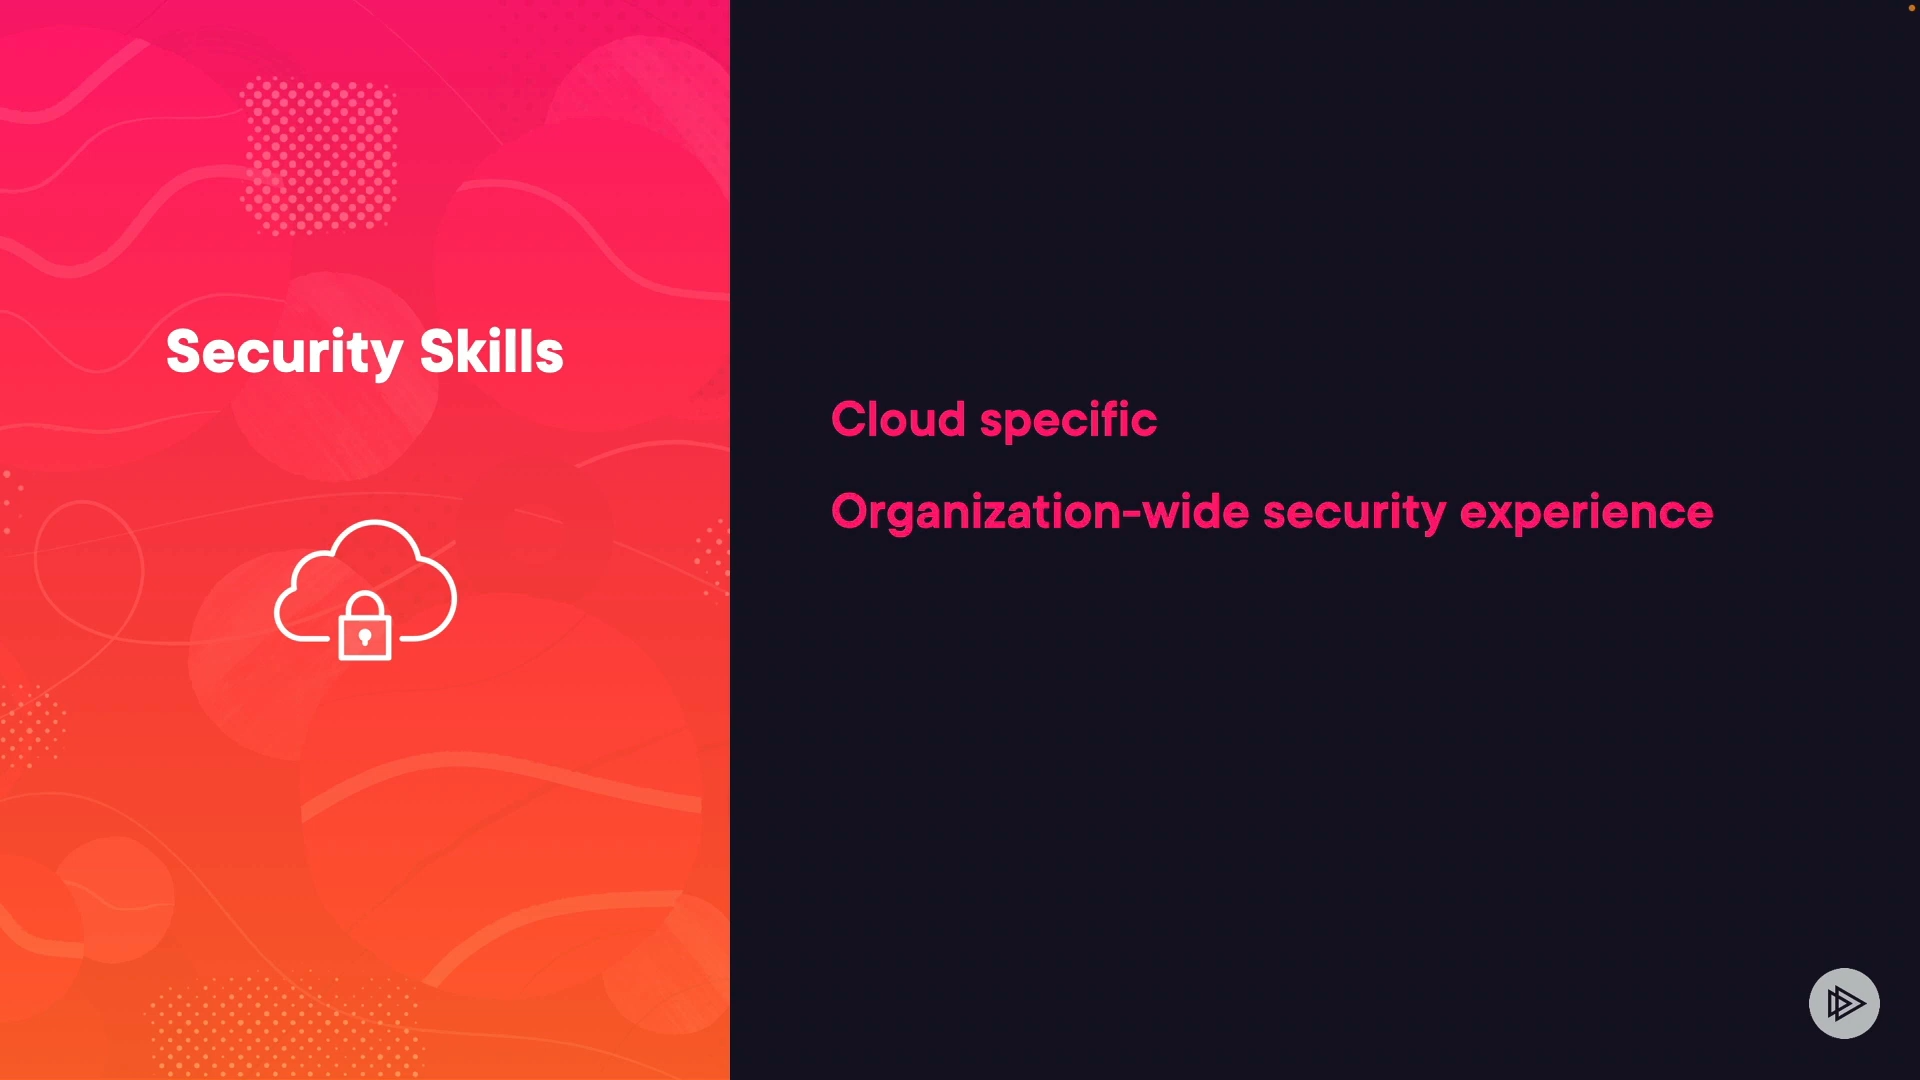 Security Skills
Cloud specific
Organization-wide security experience